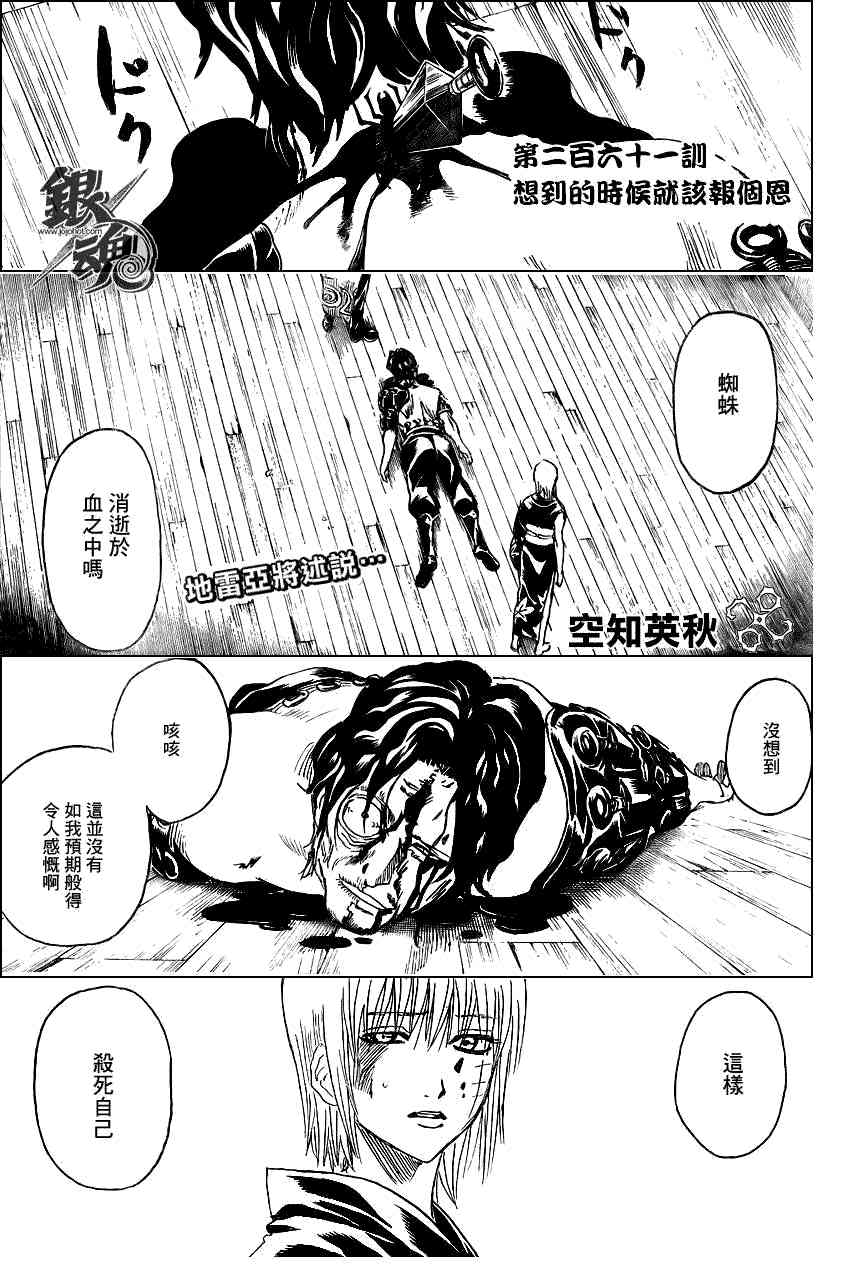 ドク
ドク
第二百六十一訓
想到的時候就該報個恩
銀魂
www.jojohot.com
蜘蛛
消逝於
血之中嗎
地雷亞將述説…
空知英秋
沒想到
咳咳
這並沒有
如我預期般得
令人感慨啊
這樣
殺死自己